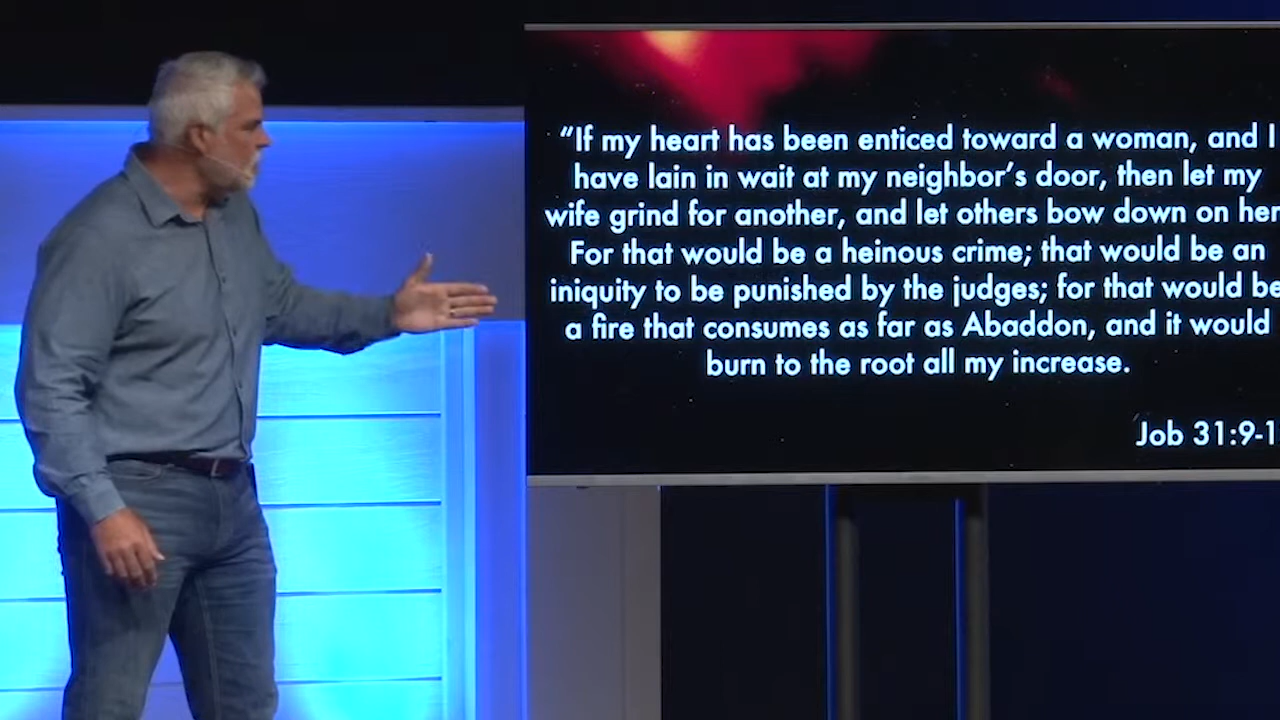 “If my heart has been enticed toward a woman, and I
have lain in wait at my neighbor’s door, then let my
wife grind for another, and let others bow down on her
For that would be a heinous crime; that would be an
iniquity to be punished by the judges; for that would be
a fire that consumes as far as Abaddon, and it would
burn to the root all my increase.
Job 31:9-1